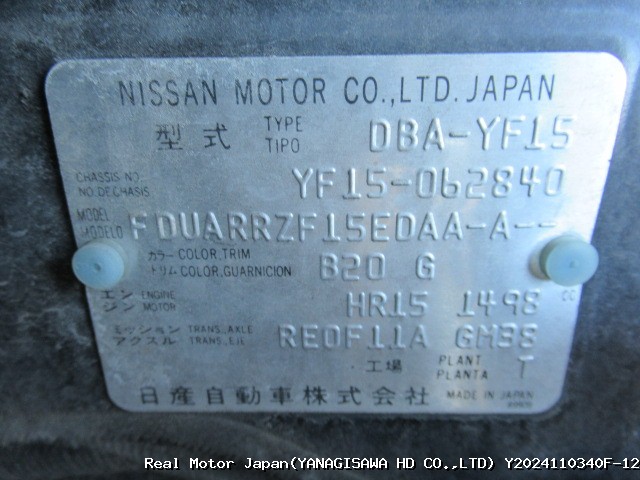 NISSAN MOTOR CO.,LTD. JAPAN
型式 TYPE TIPO DBA-YF15
CHASSIS NO. NO.DE CHASIS YF15-062840
MODEL MODELO FDUARRZF15EDAA-A--
カラー COLOR,TRIM トリム COLOR,GUARNICION B20 G
エンジン ENGINE MOTOR HR15 1498 CC
ミッション TRANS.,AXLE アクスル TRANS.,EJE RE0F11A GM38
工場 PLANT PLANTA T
日産自動車株式会社 MADE IN JAPAN
Real Motor Japan(YANAGISAWA HD CO.,LTD) Y2024110340F-12